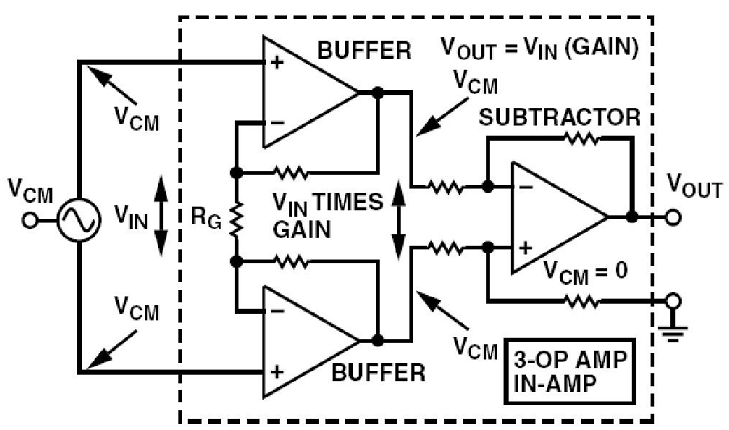 BUFFER
VOUT = VIN (GAIN)
VCM
VCM
SUBTRACTOR
VCM
VIN
RG
VIN TIMES
GAIN
VOUT
+
−
−
+
VCM = 0
VCM
VCM
−
+
BUFFER
3-OP AMP
IN-AMP